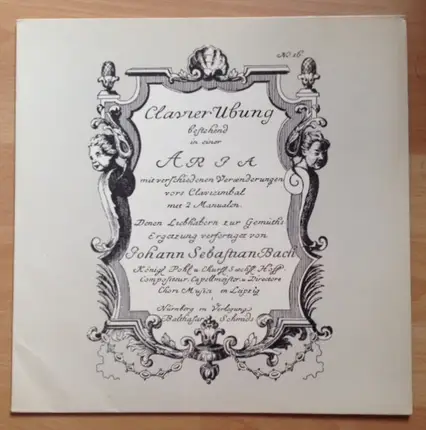 No. 16.
Clavier Ubung
bestehend
in einer
ARIA
mit verschiedenen Veraenderungen
vors Clavicimbal
mit 2 Manualen.
Denen Liebhabern zur Gemüths-
Ergetzung verfertiget von
Johann Sebastian Bach
Königl. Pohl. u. Churfl. Sæchs. Hoff-
Compositeur, Capellmeister, u. Directore
Chori Musici in Leipzig.
Nürnberg in Verlegung
Balthasar Schmids